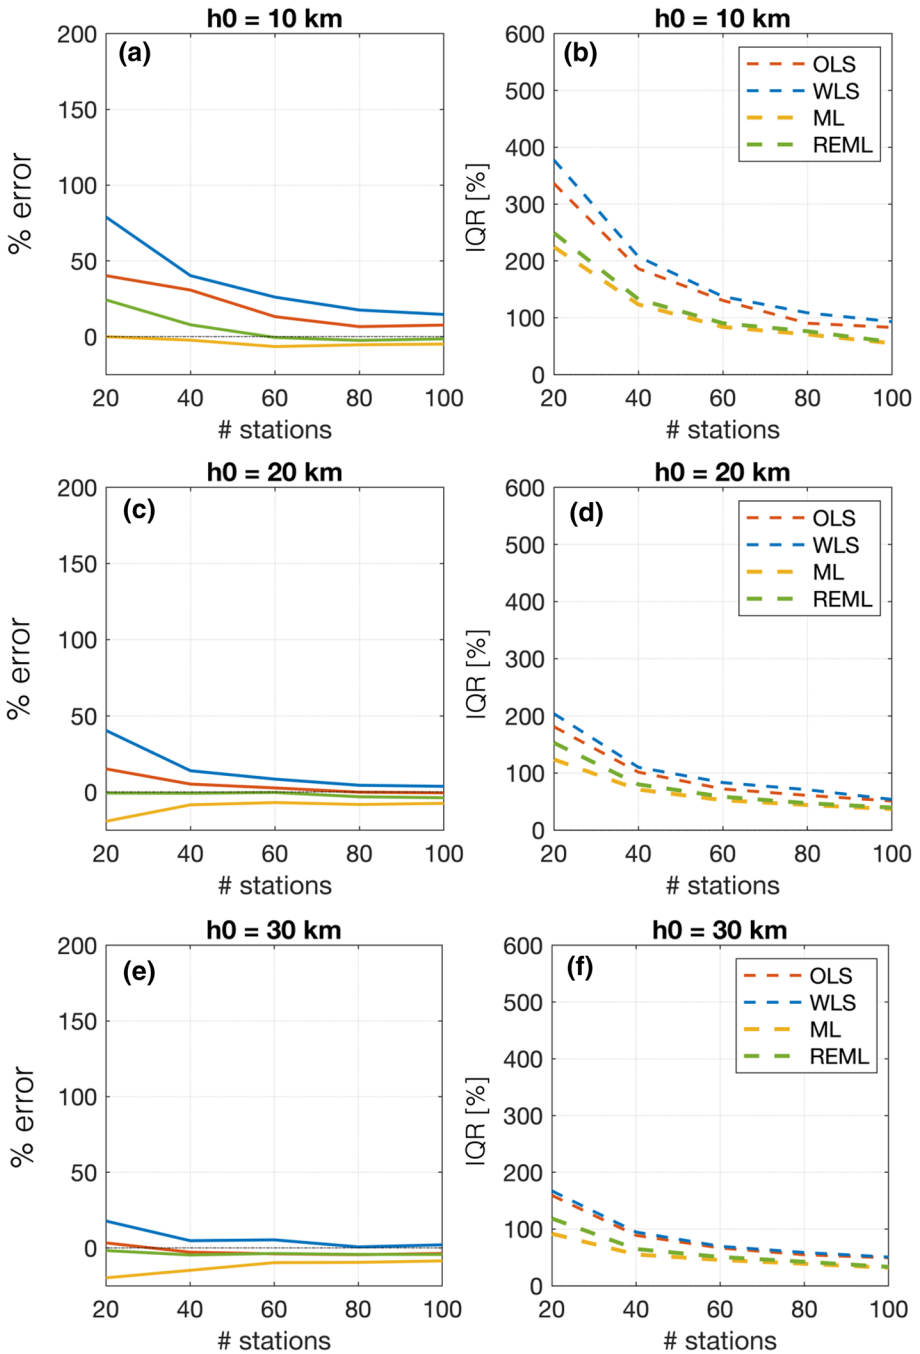 h0 = 10 km
(a)
200
150
100
50
0
% error
20 40 60 80 100
# stations
h0 = 10 km
(b)
600
500
400
300
200
100
0
IQR [%]
OLS
WLS
ML
REML
20 40 60 80 100
# stations
h0 = 20 km
(c)
200
150
100
50
0
% error
20 40 60 80 100
# stations
h0 = 20 km
(d)
600
500
400
300
200
100
0
IQR [%]
OLS
WLS
ML
REML
20 40 60 80 100
# stations
h0 = 30 km
(e)
200
150
100
50
0
% error
20 40 60 80 100
# stations
h0 = 30 km
(f)
600
500
400
300
200
100
0
IQR [%]
OLS
WLS
ML
REML
20 40 60 80 100
# stations